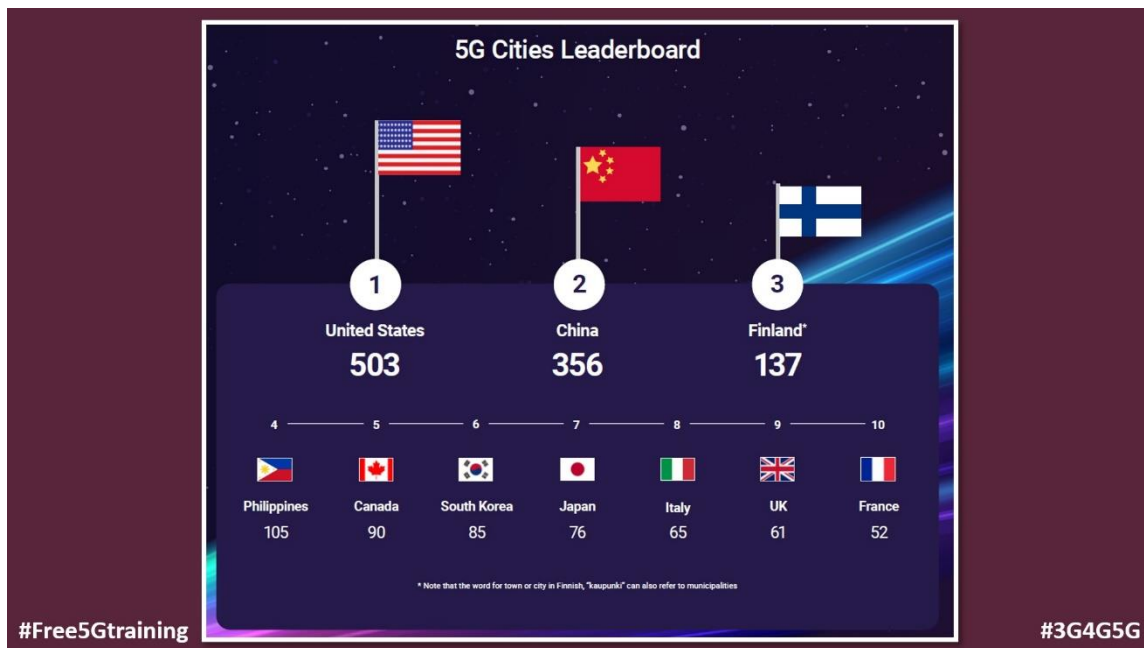 5G Cities Leaderboard
1 2 3
United States China Finland*
503 356 137
4 5 6 7 8 9 10
Philippines Canada South Korea Japan Italy UK France
105 90 85 76 65 61 52
* Note that the word for town or city in Finnish, "kaupunki" can also refer to municipalities
#Free5Gtraining #3G4G5G